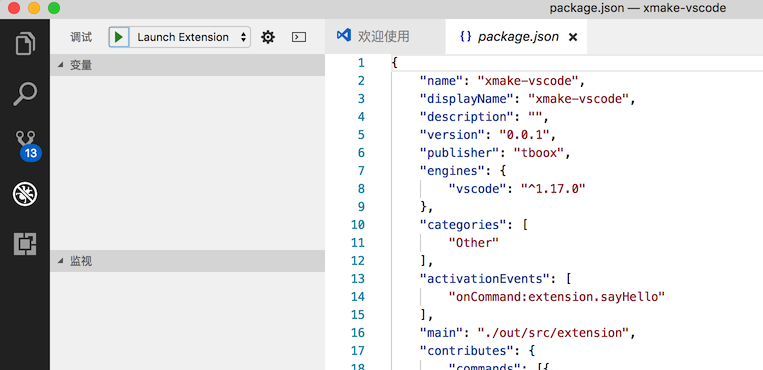 package.json — xmake-vscode
调试 Launch Extension
变量
13
监视
欢迎使用 {} package.json ×
1 {
2 "name": "xmake-vscode",
3 "displayName": "xmake-vscode",
4 "description": "",
5 "version": "0.0.1",
6 "publisher": "tboox",
7 "engines": {
8 "vscode": "^1.17.0"
9 },
10 "categories": [
11 "Other"
12 ],
13 "activationEvents": [
14 "onCommand:extension.sayHello"
15 ],
16 "main": "./out/src/extension",
17 "contributes": {
18 "commands": [{